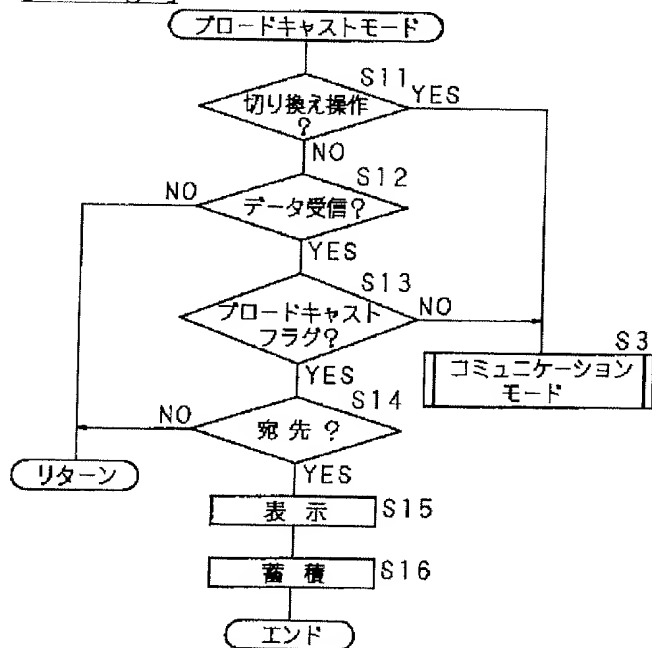 ブロードキャストモード
S11
切り換え操作
?
YES
NO
S12
NO
データ受信?
YES
S13
ブロードキャスト
フラグ?
NO
YES
S3
コミュニケーション
モード
S14
NO
宛先?
YES
リターン
表示
S15
蓄積
S16
エンド